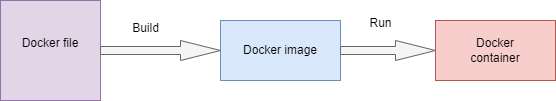 Docker file
Build
Docker image
Run
Docker
container